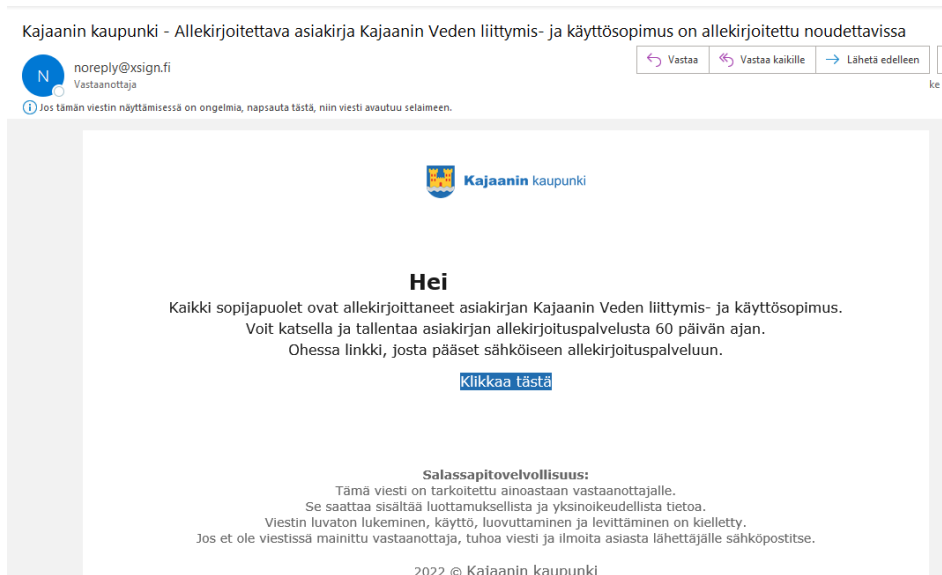 Kajaanin kaupunki - Allekirjoitettava asiakirja Kajaanin Veden liittymis- ja käyttösopimus on allekirjoitettu noudettavissa
N
noreply@xsign.fi
Vastaanottaja
Vastaa
Vastaa kaikille
Lähetä edelleen
ke
Jos tämän viestin näyttämisessä on ongelmia, napsauta tästä, niin viesti avautuu selaimeen.
Kajaanin kaupunki
Hei
Kaikki sopijapuolet ovat allekirjoittaneet asiakirjan Kajaanin Veden liittymis- ja käyttösopimus.
Voit katsella ja tallentaa asiakirjan allekirjoituspalvelusta 60 päivän ajan.
Ohessa linkki, josta pääset sähköiseen allekirjoituspalveluun.
Klikkaa tästä
Salassapitovelvollisuus:
Tämä viesti on tarkoitettu ainoastaan vastaanottajalle.
Se saattaa sisältää luottamuksellista ja yksinoikeudellista tietoa.
Viestin luvaton lukeminen, käyttö, luovuttaminen ja levittäminen on kielletty.
Jos et ole viestissä mainittu vastaanottaja, tuhoa viesti ja ilmoita asiasta lähettäjälle sähköpostitse.
2022 © Kajaanin kaupunki